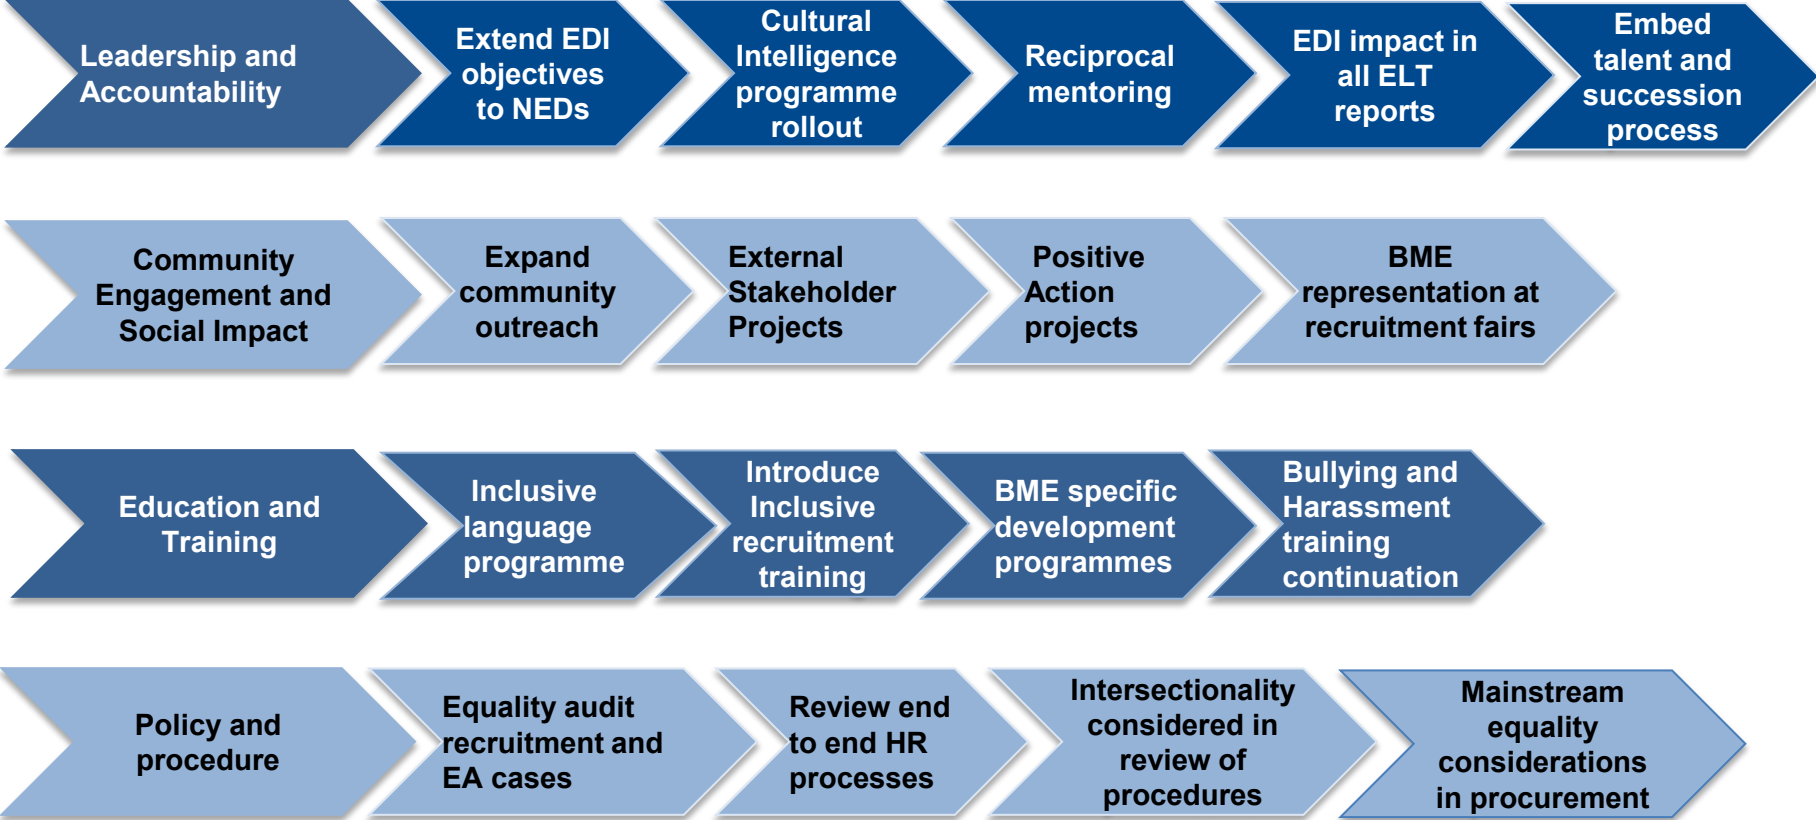 Leadership and
Accountability
Extend EDI
objectives
to NEDs
Cultural
Intelligence
programme
rollout
Reciprocal
mentoring
EDI impact in
all ELT
reports
Embed
talent and
succession
process
Community
Engagement and
Social Impact
Expand
community
outreach
External
Stakeholder
Projects
Positive
Action
projects
BME
representation at
recruitment fairs
Education and
Training
Inclusive
language
programme
Introduce
Inclusive
recruitment
training
BME specific
development
programmes
Bullying and
Harassment
training
continuation
Policy and
procedure
Equality audit
recruitment and
EA cases
Review end
to end HR
processes
Intersectionality
considered in
review of
procedures
Mainstream
equality
considerations
in procurement